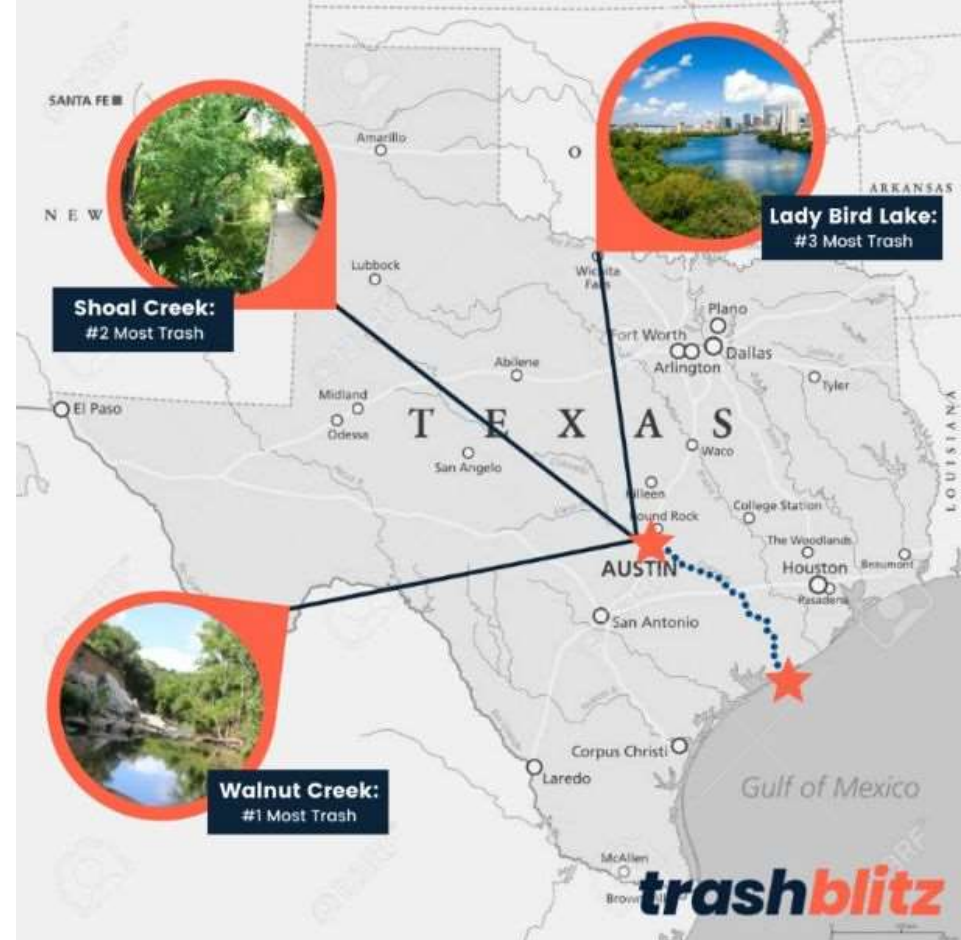 SANTA FE
Amarillo
O
ARKANSAS
NEW
Lady Bird Lake:
#3 Most Trash
Lubbock
Wichita
Falls
Shoal Creek:
#2 Most Trash
Plano
Fort Worth
Dallas
Arlington
Abilene
Tyler
Midland
El Paso
Odessa
TEXAS
LOUISIANA
Waco
San Angelo
Killeen
College Station
Round Rock
The Woodlands
AUSTIN
Houston
Beaumont
Pasadena
San Antonio
Corpus Christi
Laredo
Walnut Creek:
#1 Most Trash
Gulf of Mexico
McAllen
Brown
trashblitz